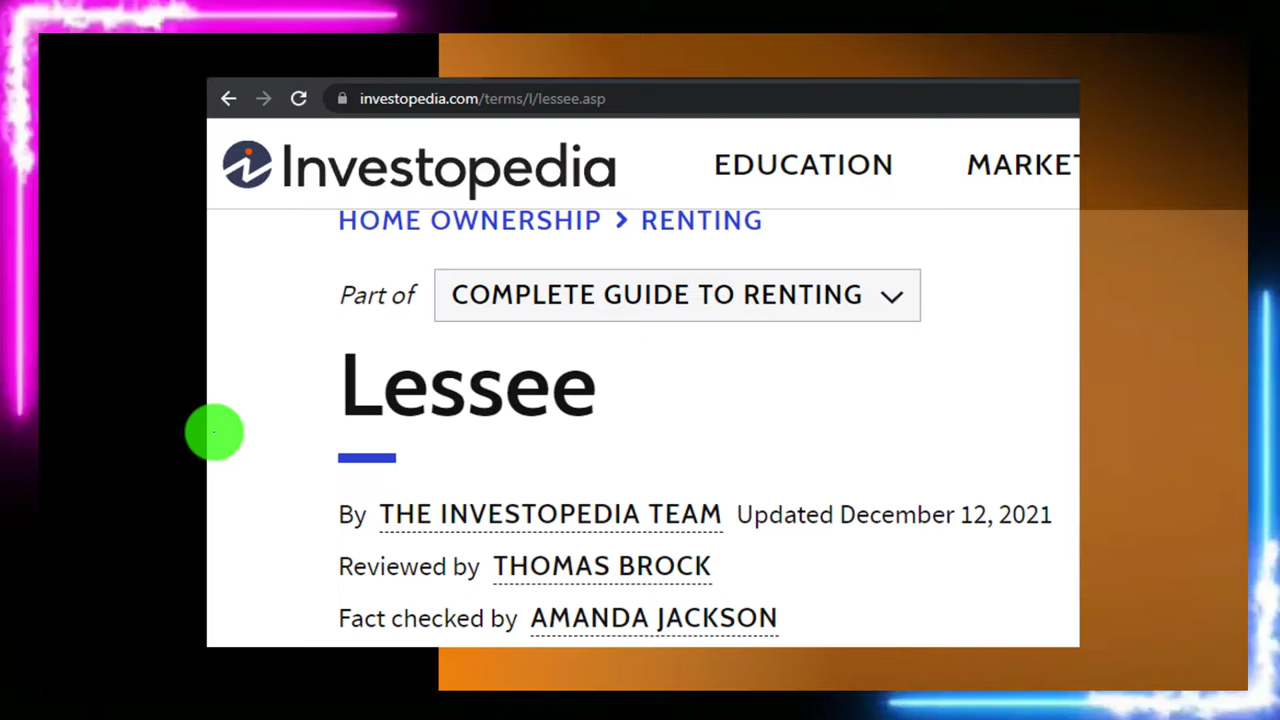 investopedia.com/terms/l/lessee.asp
Investopedia EDUCATION MARKET
HOME OWNERSHIP > RENTING
Part of COMPLETE GUIDE TO RENTING
Lessee
By THE INVESTOPEDIA TEAM Updated December 12, 2021
Reviewed by THOMAS BROCK
Fact checked by AMANDA JACKSON